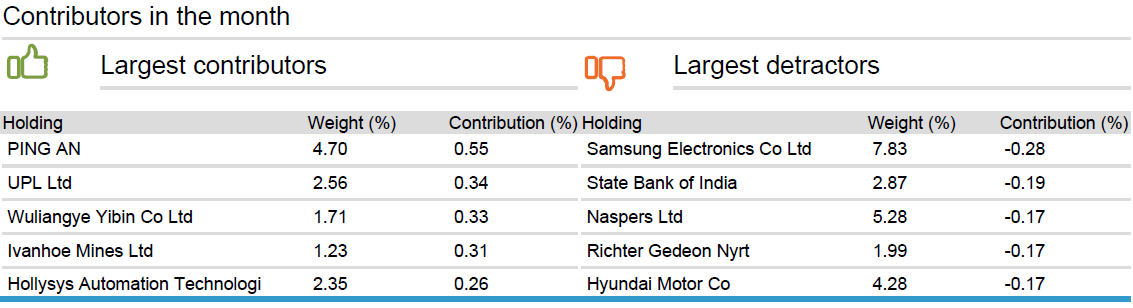 Contributors in the month
Largest contributors Largest detractors
Holding Weight (%) Contribution (%) Holding Weight (%) Contribution (%)
PING AN 4.70 0.55 Samsung Electronics Co Ltd 7.83 -0.28
UPL Ltd 2.56 0.34 State Bank of India 2.87 -0.19
Wuliangye Yibin Co Ltd 1.71 0.33 Naspers Ltd 5.28 -0.17
Ivanhoe Mines Ltd 1.23 0.31 Richter Gedeon Nyrt 1.99 -0.17
Hollysys Automation Technologi 2.35 0.26 Hyundai Motor Co 4.28 -0.17